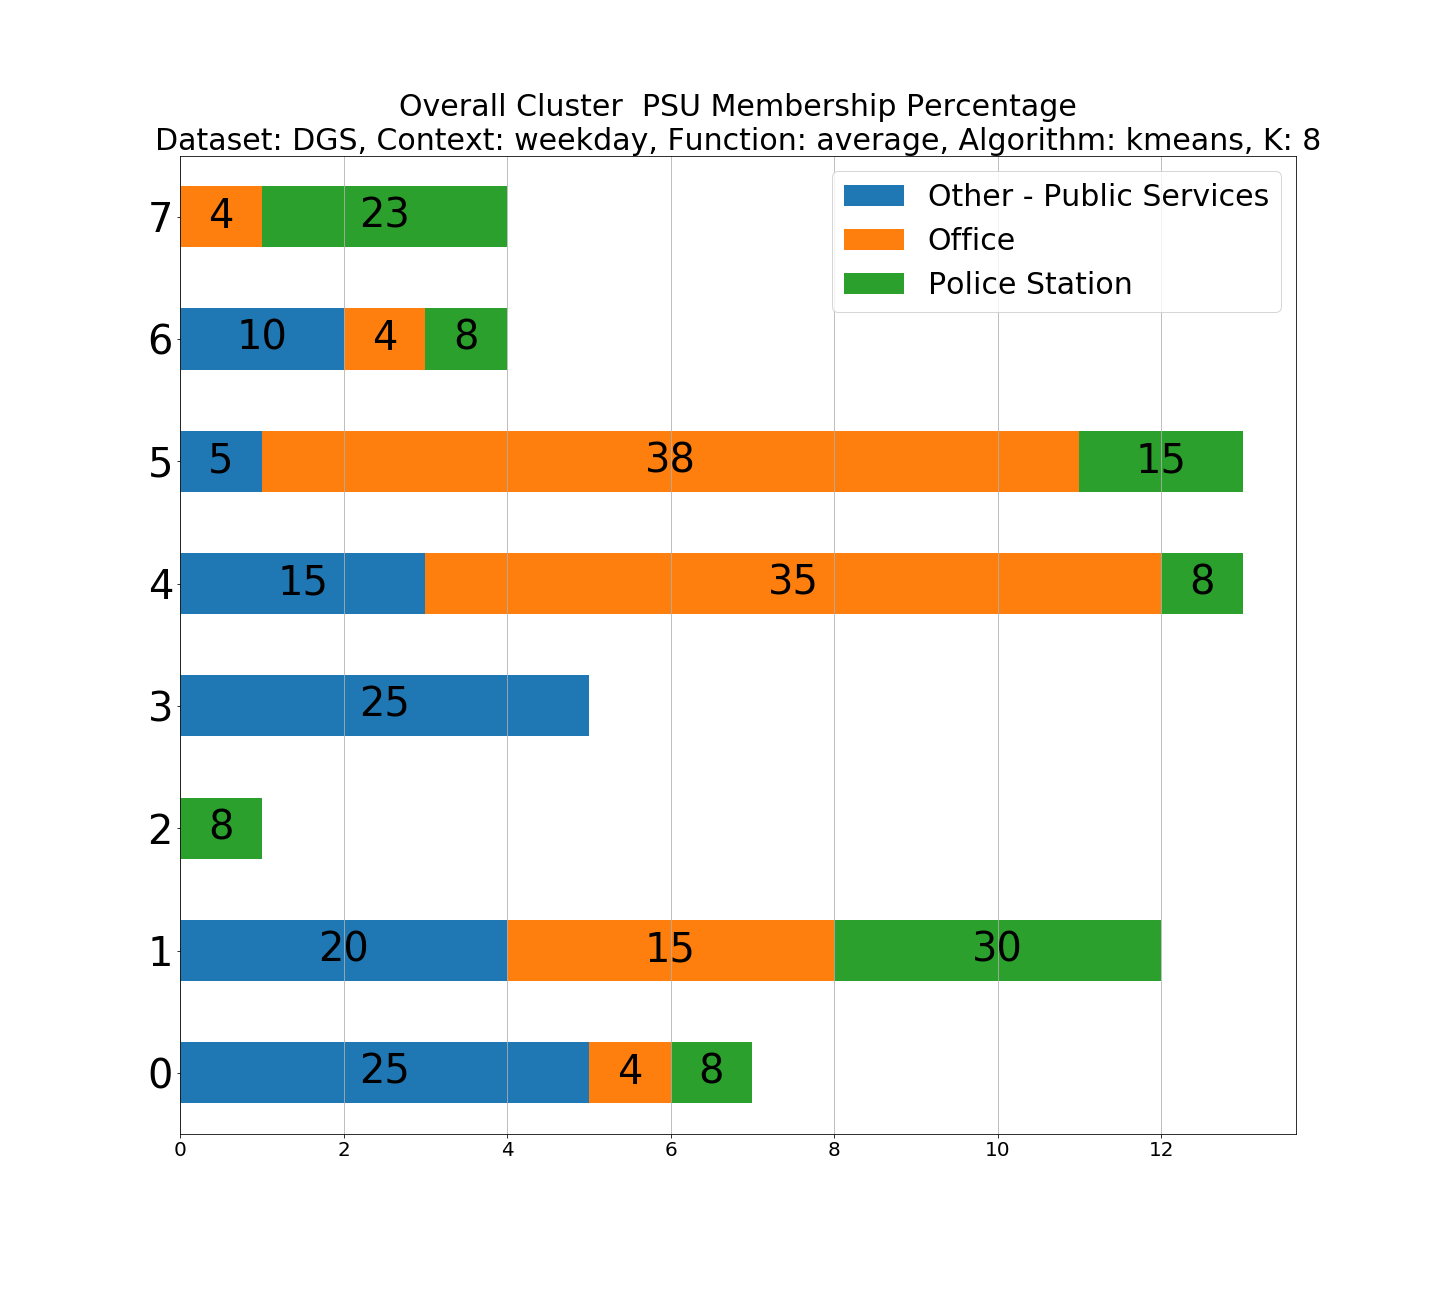 Overall Cluster  PSU Membership Percentage
Dataset: DGS, Context: weekday, Function: average, Algorithm: kmeans, K: 8
Other - Public Services
Office
Police Station
7 4 23
6 10 4 8
5 5 38 15
4 15 35 8
3 25
2 8
1 20 15 30
0 25 4 8
0 2 4 6 8 10 12